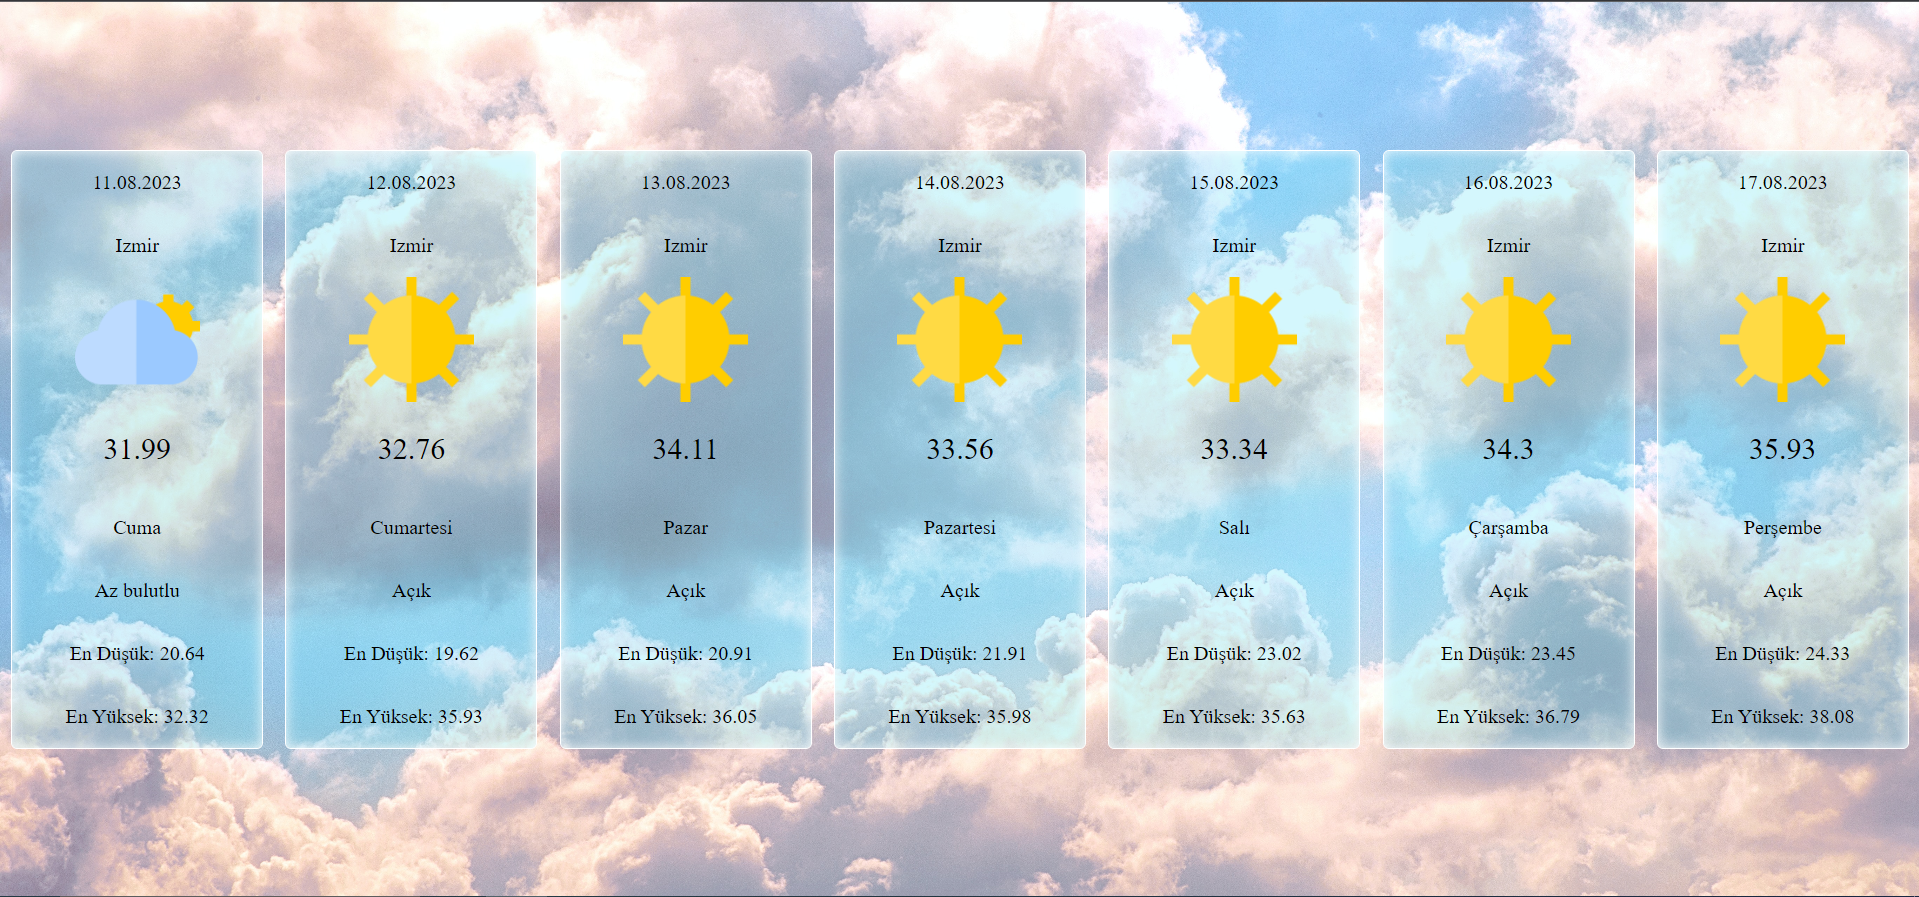 11.08.2023
Izmir
31.99
Cuma
Az bulutlu
En Düşük: 20.64
En Yüksek: 32.32
12.08.2023
Izmir
32.76
Cumartesi
Açık
En Düşük: 19.62
En Yüksek: 35.93
13.08.2023
Izmir
34.11
Pazar
Açık
En Düşük: 20.91
En Yüksek: 36.05
14.08.2023
Izmir
33.56
Pazartesi
Açık
En Düşük: 21.91
En Yüksek: 35.98
15.08.2023
Izmir
33.34
Salı
Açık
En Düşük: 23.02
En Yüksek: 35.63
16.08.2023
Izmir
34.3
Çarşamba
Açık
En Düşük: 23.45
En Yüksek: 36.79
17.08.2023
Izmir
35.93
Perşembe
Açık
En Düşük: 24.33
En Yüksek: 38.08